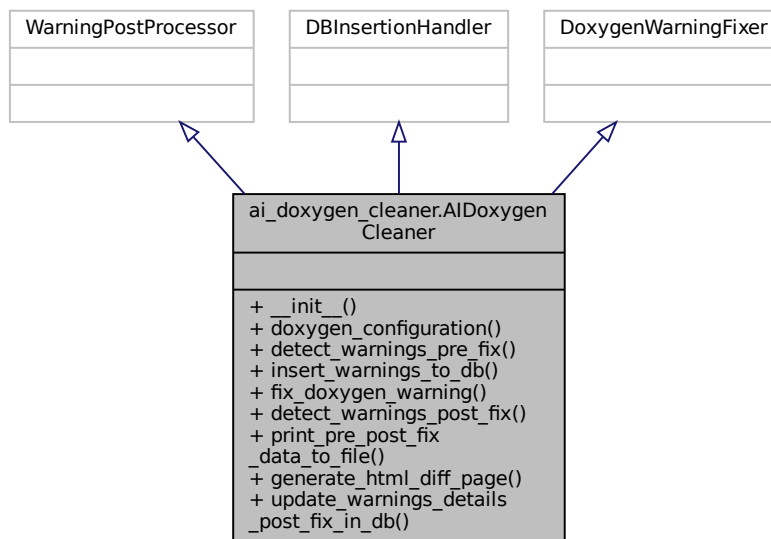 WarningPostProcessor
DBInsertionHandler
DoxygenWarningFixer
ai_doxygen_cleaner.AIDoxygen
Cleaner
+ __init__()
+ doxygen_configuration()
+ detect_warnings_pre_fix()
+ insert_warnings_to_db()
+ fix_doxygen_warning()
+ detect_warnings_post_fix()
+ print_pre_post_fix
_data_to_file()
+ generate_html_diff_page()
+ update_warnings_details
_post_fix_in_db()